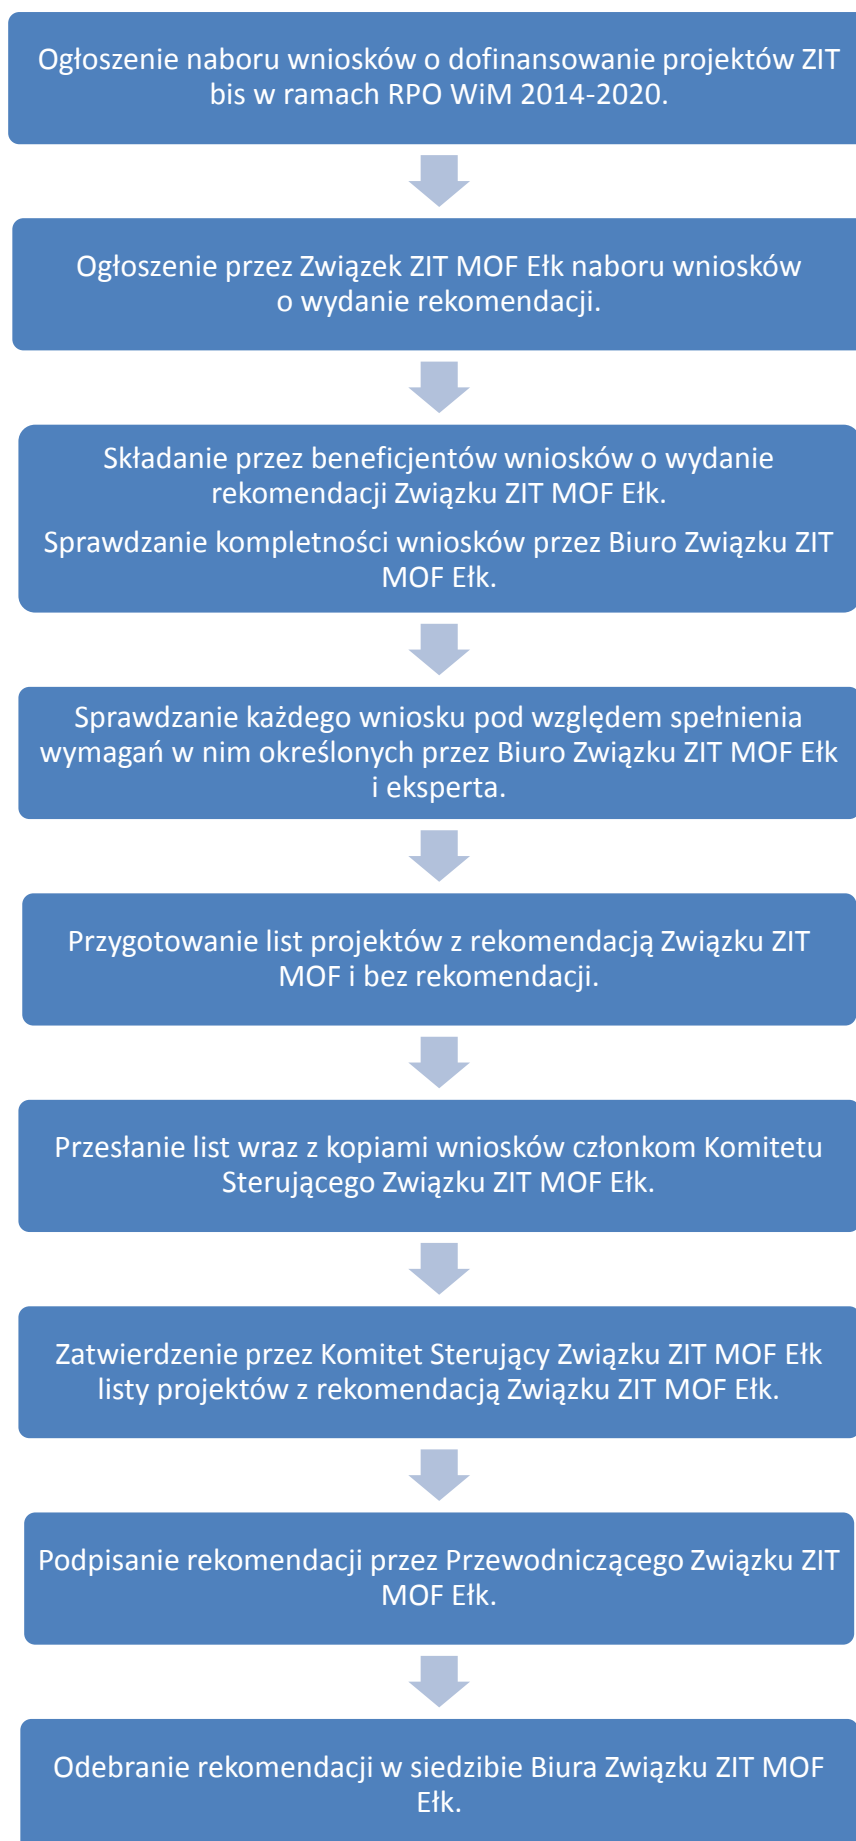 Ogłoszenie naboru wniosków o dofinansowanie projektów ZIT
bis w ramach RPO WiM 2014-2020.
Ogłoszenie przez Związek ZIT MOF Ełk naboru wniosków
o wydanie rekomendacji.
Składanie przez beneficjentów wniosków o wydanie
rekomendacji Związku ZIT MOF Ełk.
Sprawdzanie kompletności wniosków przez Biuro Związku ZIT
MOF Ełk.
Sprawdzanie każdego wniosku pod względem spełnienia
wymagań w nim określonych przez Biuro Związku ZIT MOF Ełk
i eksperta.
Przygotowanie list projektów z rekomendacją Związku ZIT
MOF i bez rekomendacji.
Przesłanie list wraz z kopiami wniosków członkom Komitetu
Sterującego Związku ZIT MOF Ełk.
Zatwierdzenie przez Komitet Sterujący Związku ZIT MOF Ełk
listy projektów z rekomendacją Związku ZIT MOF Ełk.
Podpisanie rekomendacji przez Przewodniczącego Związku ZIT
MOF Ełk.
Odebranie rekomendacji w siedzibie Biura Związku ZIT MOF
Ełk.